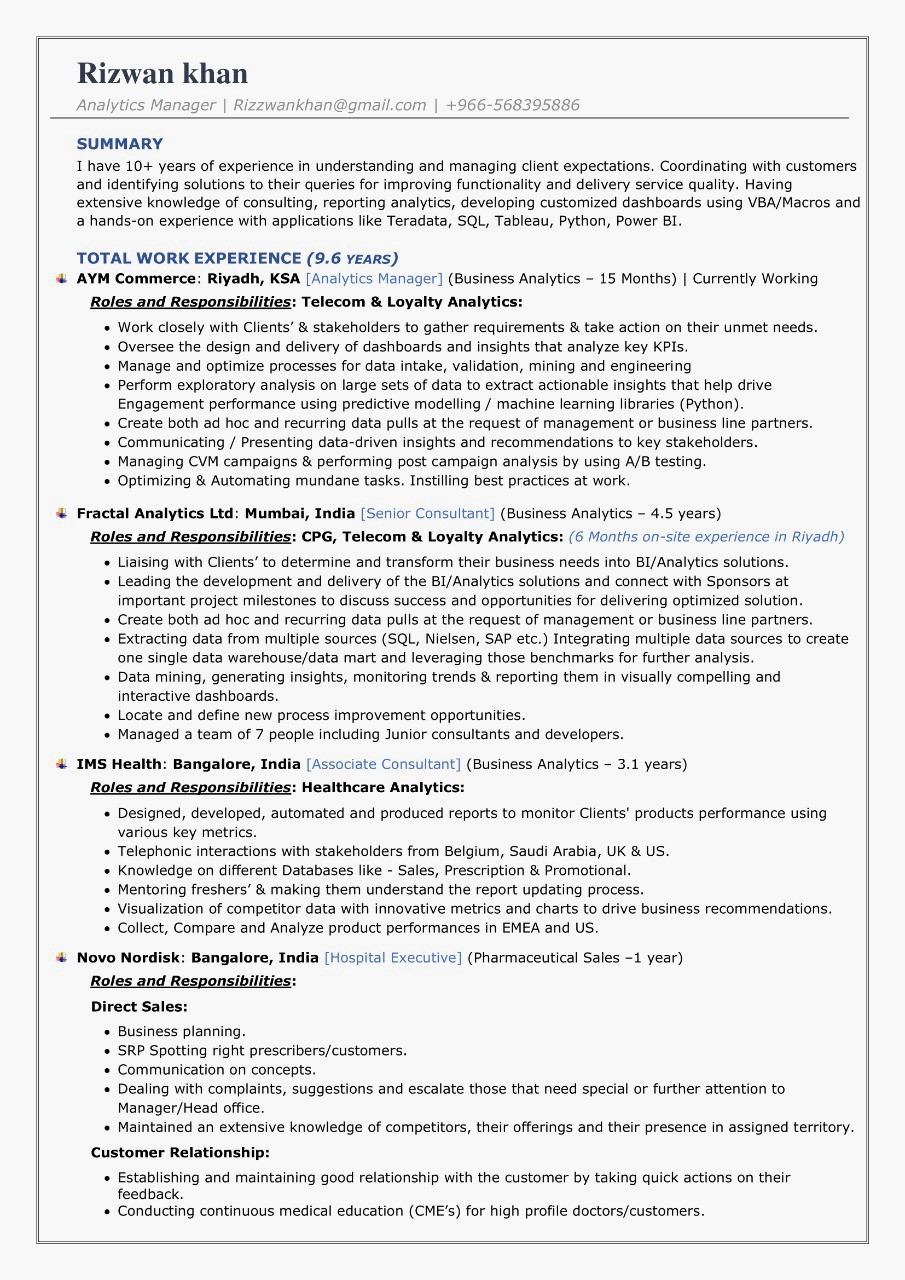 Rizwan khan
Analytics Manager | Rizzwankhan@gmail.com | +966-568395886
SUMMARY
I have 10+ years of experience in understanding and managing client expectations. Coordinating with customers
and identifying solutions to their queries for improving functionality and delivery service quality. Having
extensive knowledge of consulting, reporting analytics, developing customized dashboards using VBA/Macros and
a hands-on experience with applications like Teradata, SQL, Tableau, Python, Power BI.
TOTAL WORK EXPERIENCE (9.6 YEARS)
AYM Commerce: Riyadh, KSA [Analytics Manager] (Business Analytics – 15 Months) | Currently Working
Roles and Responsibilities: Telecom & Loyalty Analytics:
• Work closely with Clients’ & stakeholders to gather requirements & take action on their unmet needs.
• Oversee the design and delivery of dashboards and insights that analyze key KPIs.
• Manage and optimize processes for data intake, validation, mining and engineering
• Perform exploratory analysis on large sets of data to extract actionable insights that help drive
Engagement performance using predictive modelling / machine learning libraries (Python).
• Create both ad hoc and recurring data pulls at the request of management or business line partners.
• Communicating / Presenting data-driven insights and recommendations to key stakeholders.
• Managing CVM campaigns & performing post campaign analysis by using A/B testing.
• Optimizing & Automating mundane tasks. Instilling best practices at work.
Fractal Analytics Ltd: Mumbai, India [Senior Consultant] (Business Analytics – 4.5 years)
Roles and Responsibilities: CPG, Telecom & Loyalty Analytics: (6 Months on-site experience in Riyadh)
• Liaising with Clients’ to determine and transform their business needs into BI/Analytics solutions.
• Leading the development and delivery of the BI/Analytics solutions and connect with Sponsors at
important project milestones to discuss success and opportunities for delivering optimized solution.
• Create both ad hoc and recurring data pulls at the request of management or business line partners.
• Extracting data from multiple sources (SQL, Nielsen, SAP etc.) Integrating multiple data sources to create
one single data warehouse/data mart and leveraging those benchmarks for further analysis.
• Data mining, generating insights, monitoring trends & reporting them in visually compelling and
interactive dashboards.
• Locate and define new process improvement opportunities.
• Managed a team of 7 people including Junior consultants and developers.
IMS Health: Bangalore, India [Associate Consultant] (Business Analytics – 3.1 years)
Roles and Responsibilities: Healthcare Analytics:
• Designed, developed, automated and produced reports to monitor Clients' products performance using
various key metrics.
• Telephonic interactions with stakeholders from Belgium, Saudi Arabia, UK & US.
• Knowledge on different Databases like - Sales, Prescription & Promotional.
• Mentoring freshers’ & making them understand the report updating process.
• Visualization of competitor data with innovative metrics and charts to drive business recommendations.
• Collect, Compare and Analyze product performances in EMEA and US.
Novo Nordisk: Bangalore, India [Hospital Executive] (Pharmaceutical Sales –1 year)
Roles and Responsibilities:
Direct Sales:
• Business planning.
• SRP Spotting right prescribers/customers.
• Communication on concepts.
• Dealing with complaints, suggestions and escalate those that need special or further attention to
Manager/Head office.
• Maintained an extensive knowledge of competitors, their offerings and their presence in assigned territory.
Customer Relationship:
• Establishing and maintaining good relationship with the customer by taking quick actions on their
feedback.
• Conducting continuous medical education (CME’s) for high profile doctors/customers.